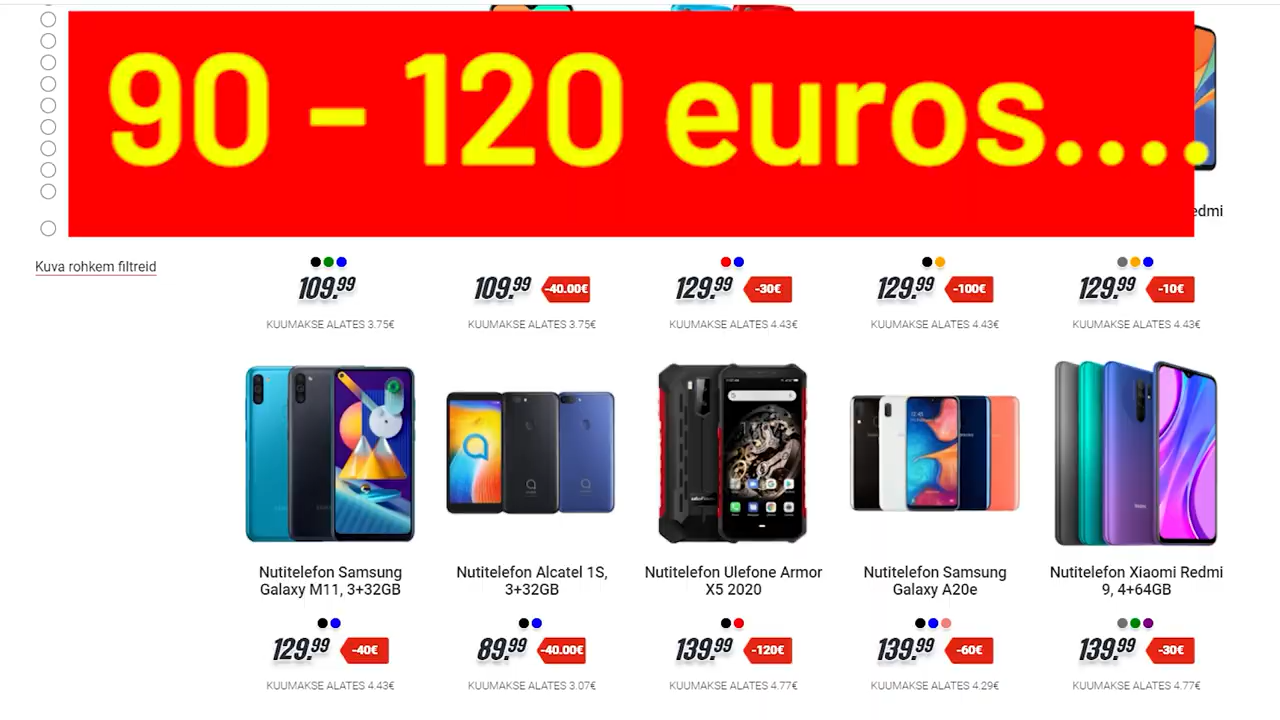 90 - 120 euros....
edmi
Kuva rohkem filtreid
109.99
109.99 -40.00€
129.99 -30€
129.99 -100€
129.99 -10€
KUUMAKSE ALATES 3.75€
KUUMAKSE ALATES 3.75€
KUUMAKSE ALATES 4.43€
KUUMAKSE ALATES 4.43€
KUUMAKSE ALATES 4.43€
Nutitelefon Samsung
Galaxy M11, 3+32GB
Nutitelefon Alcatel 1S,
3+32GB
Nutitelefon Ulefone Armor
X5 2020
Nutitelefon Samsung
Galaxy A20e
Nutitelefon Xiaomi Redmi
9, 4+64GB
129.99 -40€
89.99 -40.00€
139.99 -120€
139.99 -60€
139.99 -30€
KUUMAKSE ALATES 4.43€
KUUMAKSE ALATES 3.07€
KUUMAKSE ALATES 4.77€
KUUMAKSE ALATES 4.29€
KUUMAKSE ALATES 4.77€